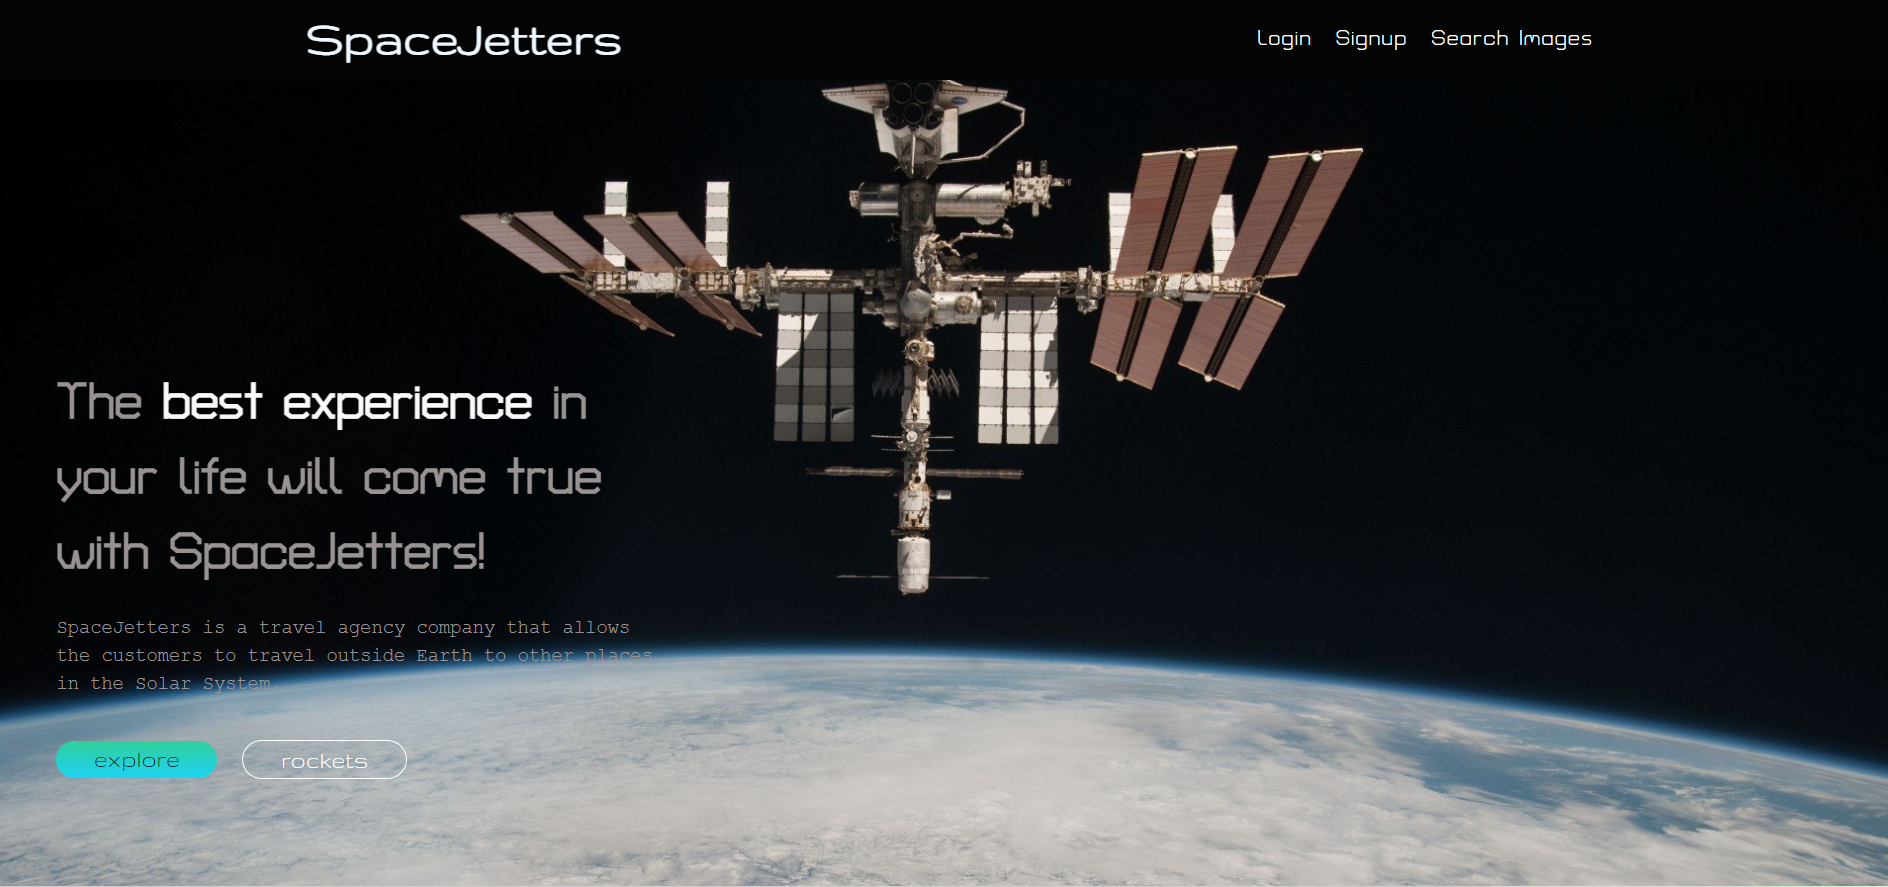 SpaceJetters
Login Signup Search Images
The best experience in
your life will come true
with SpaceJetters!
SpaceJetters is a travel agency company that allows
the customers to travel outside Earth to other places
in the Solar System.
explore rockets